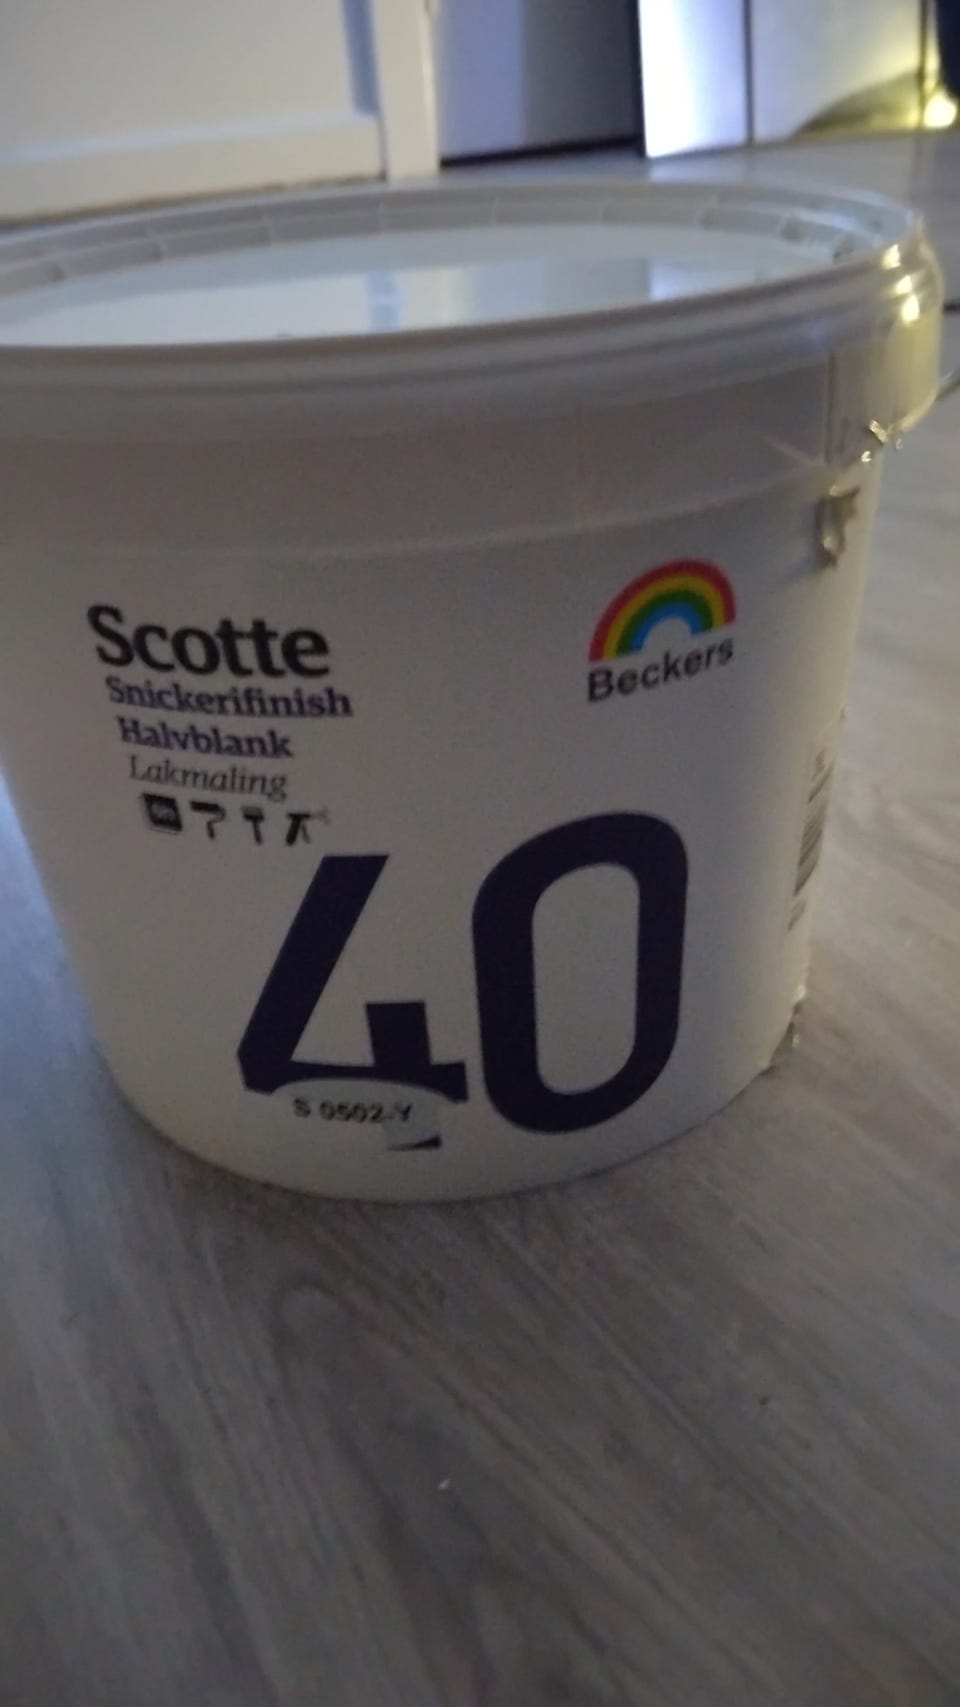 Scotte
Snickerifinish
Halvblank
Lakmaling
Beckers
40
S 0502-Y